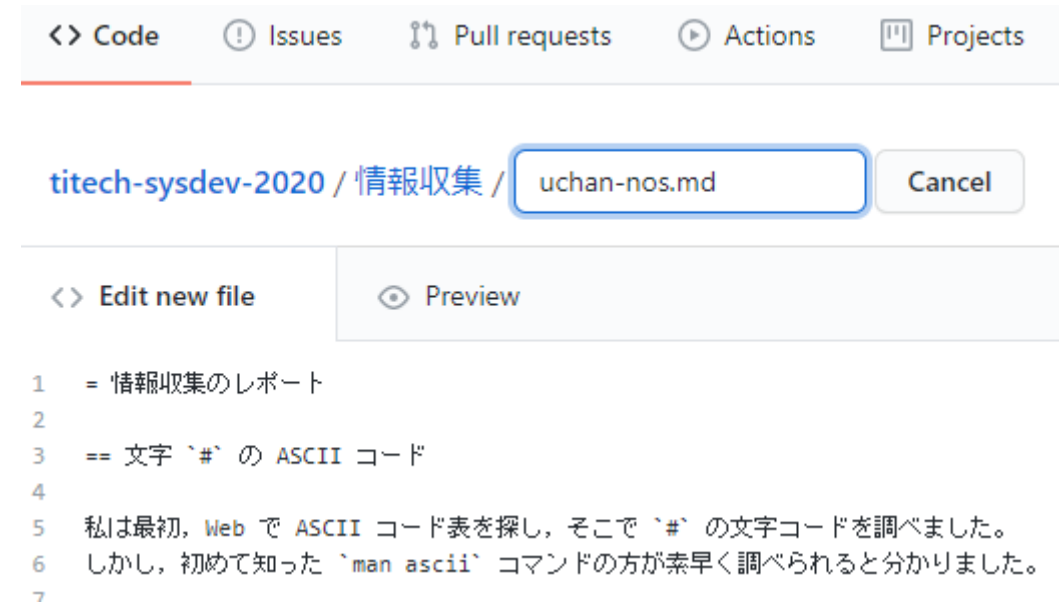 <> Code Issues Pull requests Actions Projects
titech-sysdev-2020 / 情報収集 / uchan-nos.md Cancel
<> Edit new file Preview
1 = 情報収集のレポート
2
3 == 文字 `#` の ASCII コード
4
5 私は最初，Web で ASCII コード表を探し，そこで `#` の文字コードを調べました。
6 しかし，初めて知った `man ascii` コマンドの方が素早く調べられると分かりました。
7